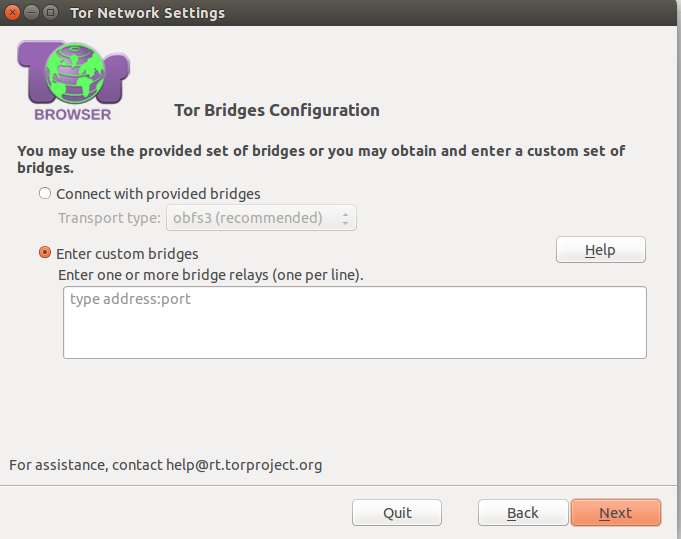 Tor Network Settings
Tor
BROWSER
Tor Bridges Configuration
You may use the provided set of bridges or you may obtain and enter a custom set of
bridges.
Connect with provided bridges
Transport type: obfs3 (recommended)
Enter custom bridges
Help
Enter one or more bridge relays (one per line).
type address:port
For assistance, contact help@rt.torproject.org
Quit Back Next